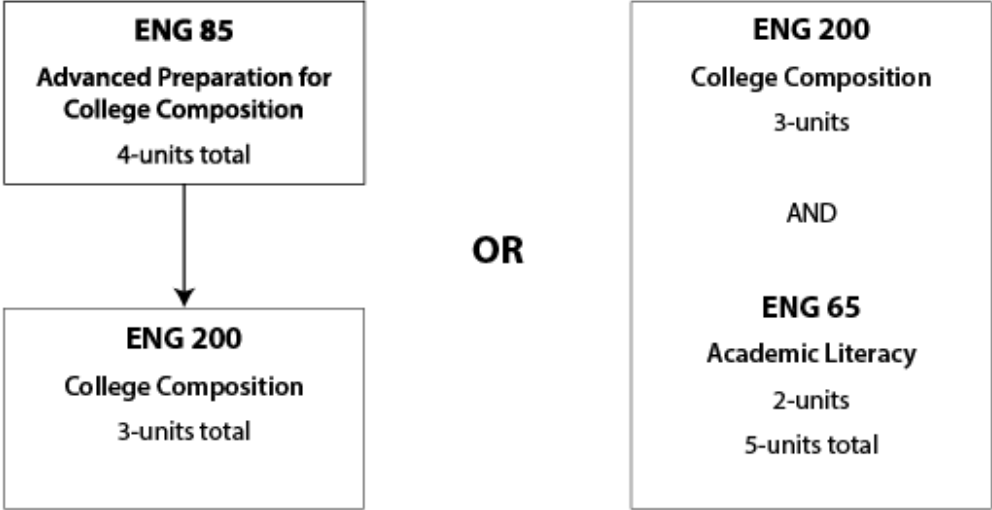 ENG 85
Advanced Preparation for
College Composition
4-units total
ENG 200
College Composition
3-units total
OR
ENG 200
College Composition
3-units
AND
ENG 65
Academic Literacy
2-units
5-units total